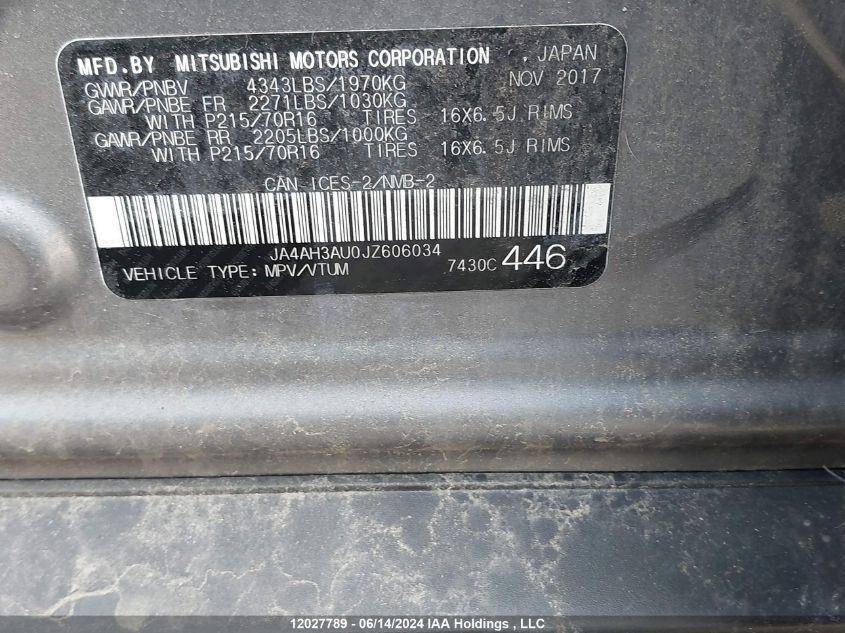 MFD.BY MITSUBISHI MOTORS CORPORATION , JAPAN
GVWR/PNBV 4343LBS/1970KG NOV 2017
GAWR/PNBE FR 2271LBS/1030KG
WITH P215/70R16 TIRES 16X6.5J RIMS
GAWR/PNBE RR 2205LBS/1000KG
WITH P215/70R16 TIRES 16X6.5J RIMS
CAN ICES-2/NMB-2
JA4AH3AU0JZ606034
VEHICLE TYPE: MPV/VTUM 7430C 446
12027789 - 06/14/2024 IAA Holdings , LLC